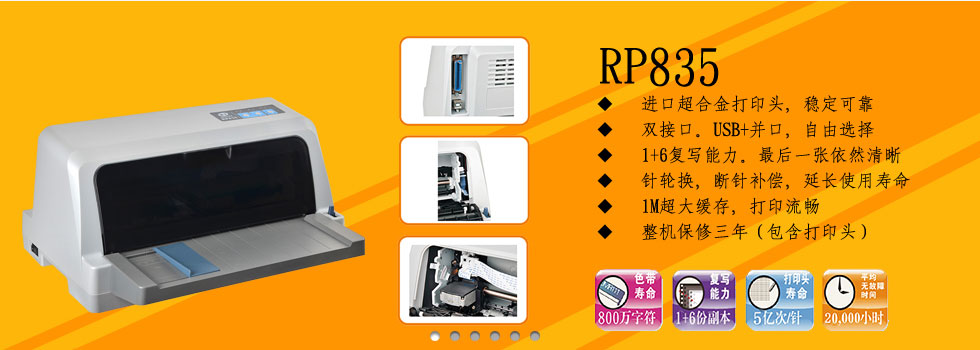 RP835
进口超合金打印头，稳定可靠
双接口。USB+并口，自由选择
1+6复写能力。最后一张依然清晰
针轮换，断针补偿，延长使用寿命
1M超大缓存，打印流畅
整机保修三年（包含打印头）
色带
寿命
800万字符
复写
能力
1+6份副本
打印头
寿命
5亿次/针
平均
无故障
时间
20,000小时